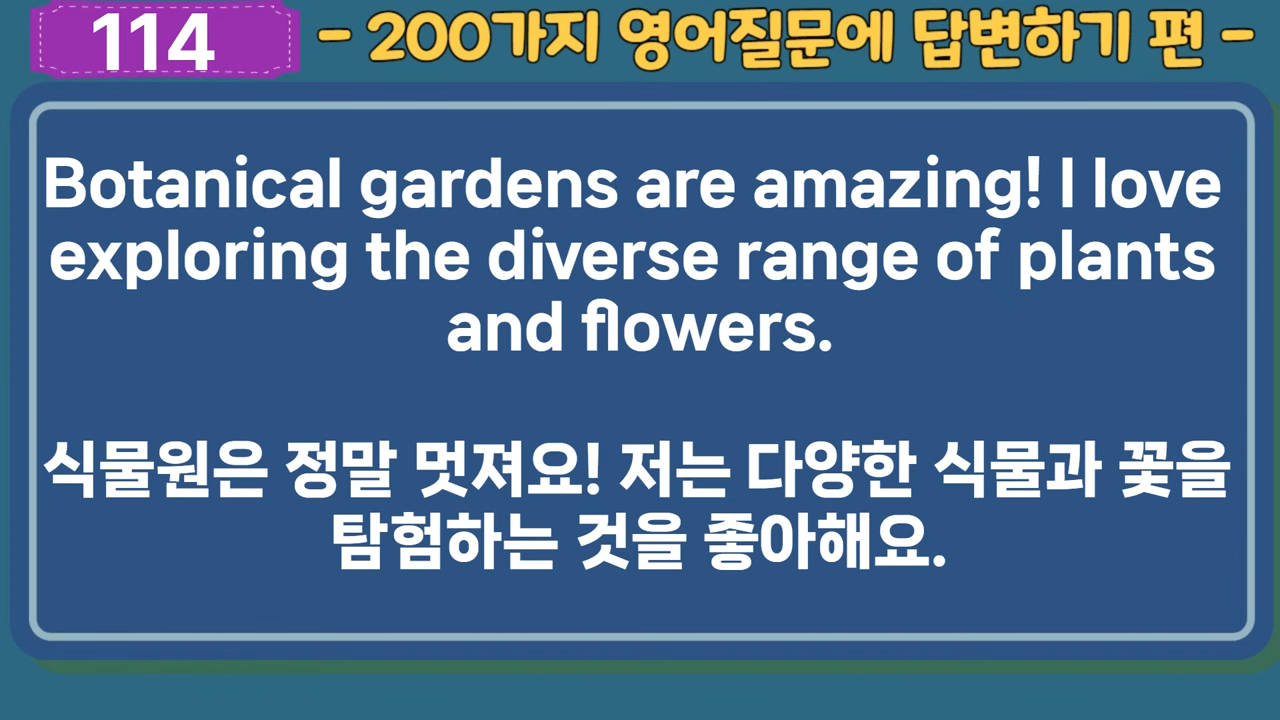 114
- 200가지 영어질문에 답변하기 편 -
Botanical gardens are amazing! I love
exploring the diverse range of plants
and flowers.
식물원은 정말 멋져요! 저는 다양한 식물과 꽃을
탐험하는 것을 좋아해요.